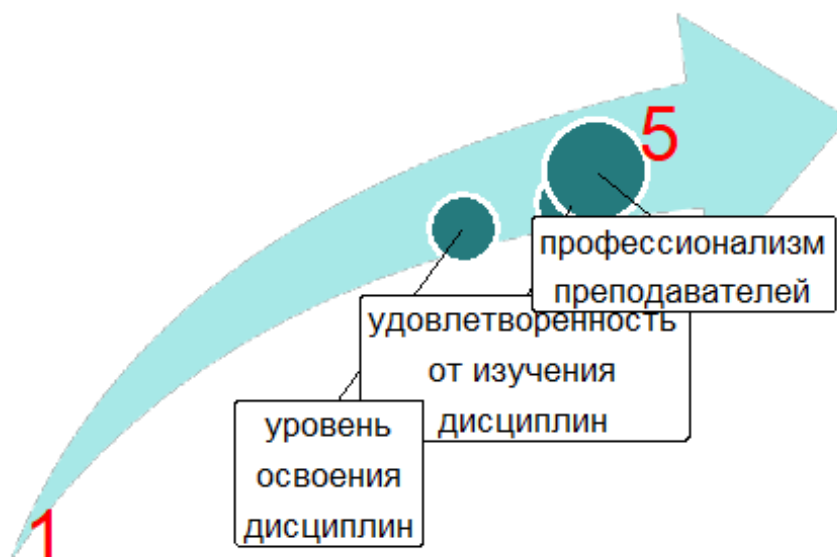 5
профессионализм
преподавателей
удовлетворенность
от изучения
дисциплин
уровень
освоения
дисциплин
1